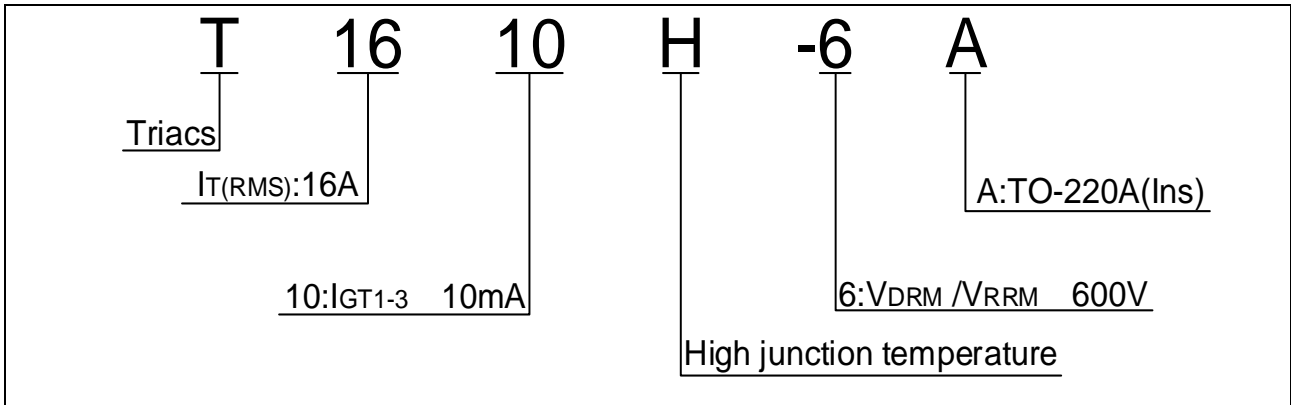 T 16 10 H -6 A
Triacs
IT(RMS):16A
A:TO-220A(Ins)
10:IGT1-3 10mA
6:VDRM /VRRM 600V
High junction temperature